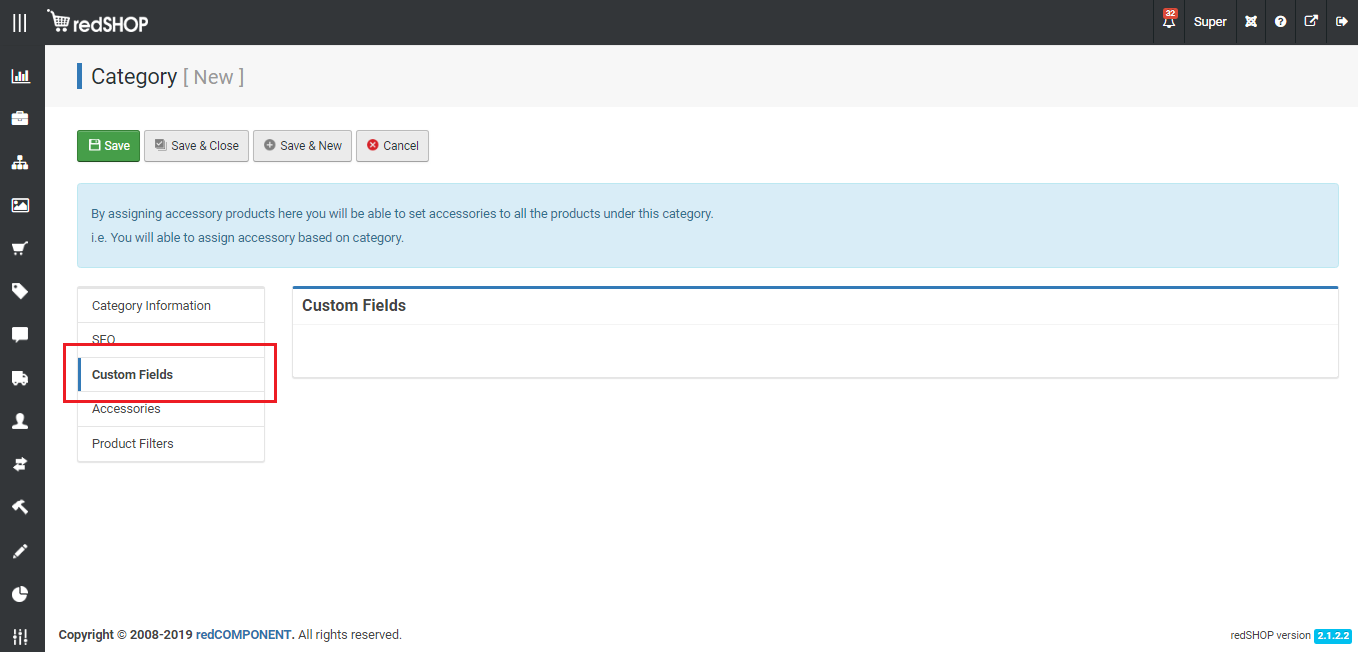 redSHOP
32
Super
Category [ New ]
Save
Save & Close
Save & New
Cancel
By assigning accessory products here you will be able to set accessories to all the products under this category.
i.e. You will able to assign accessory based on category.
Category Information
SEO
Custom Fields
Accessories
Product Filters
Custom Fields
Copyright © 2008-2019 redCOMPONENT. All rights reserved.
redSHOP version 2.1.2.2